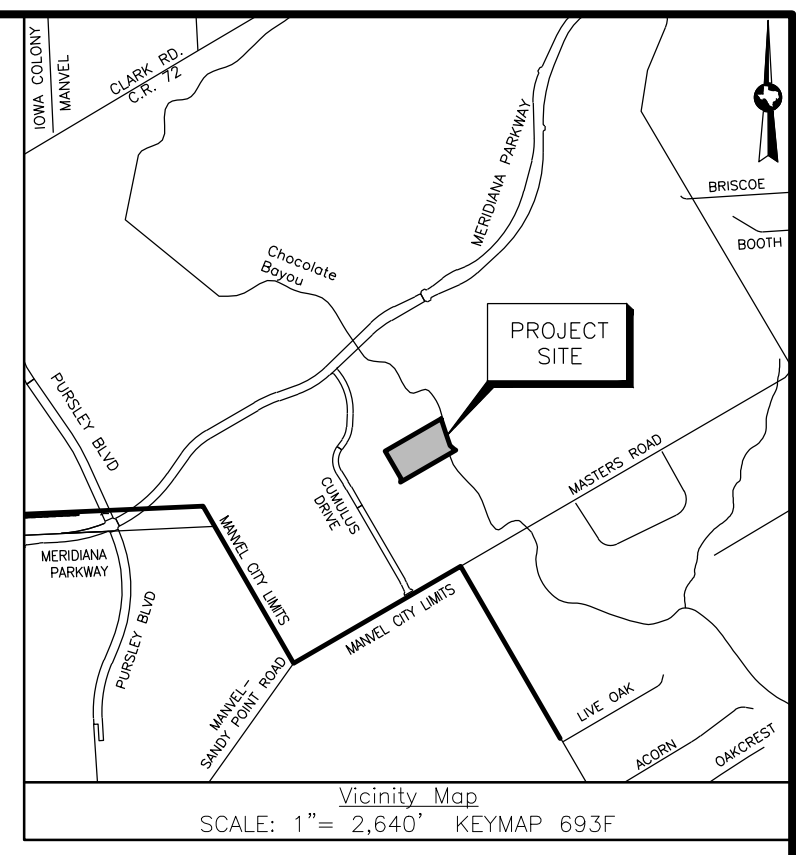 IOWA COLONY
MANVEL
CLARK RD.
C.R. 72
MERIDIANA PARKWAY
BRISCOE
BOOTH
Chocolate
Bayou
PROJECT
SITE
PURSLEY BLVD
CUMULUS
DRIVE
MASTERS ROAD
MERIDIANA
PARKWAY
MANVEL CITY LIMITS
MANVEL CITY LIMITS
PURSLEY BLVD
MANVEL-
SANDY POINT ROAD
LIVE OAK
ACORN
OAKCREST
Vicinity Map
SCALE: 1"= 2,640' KEYMAP 693F